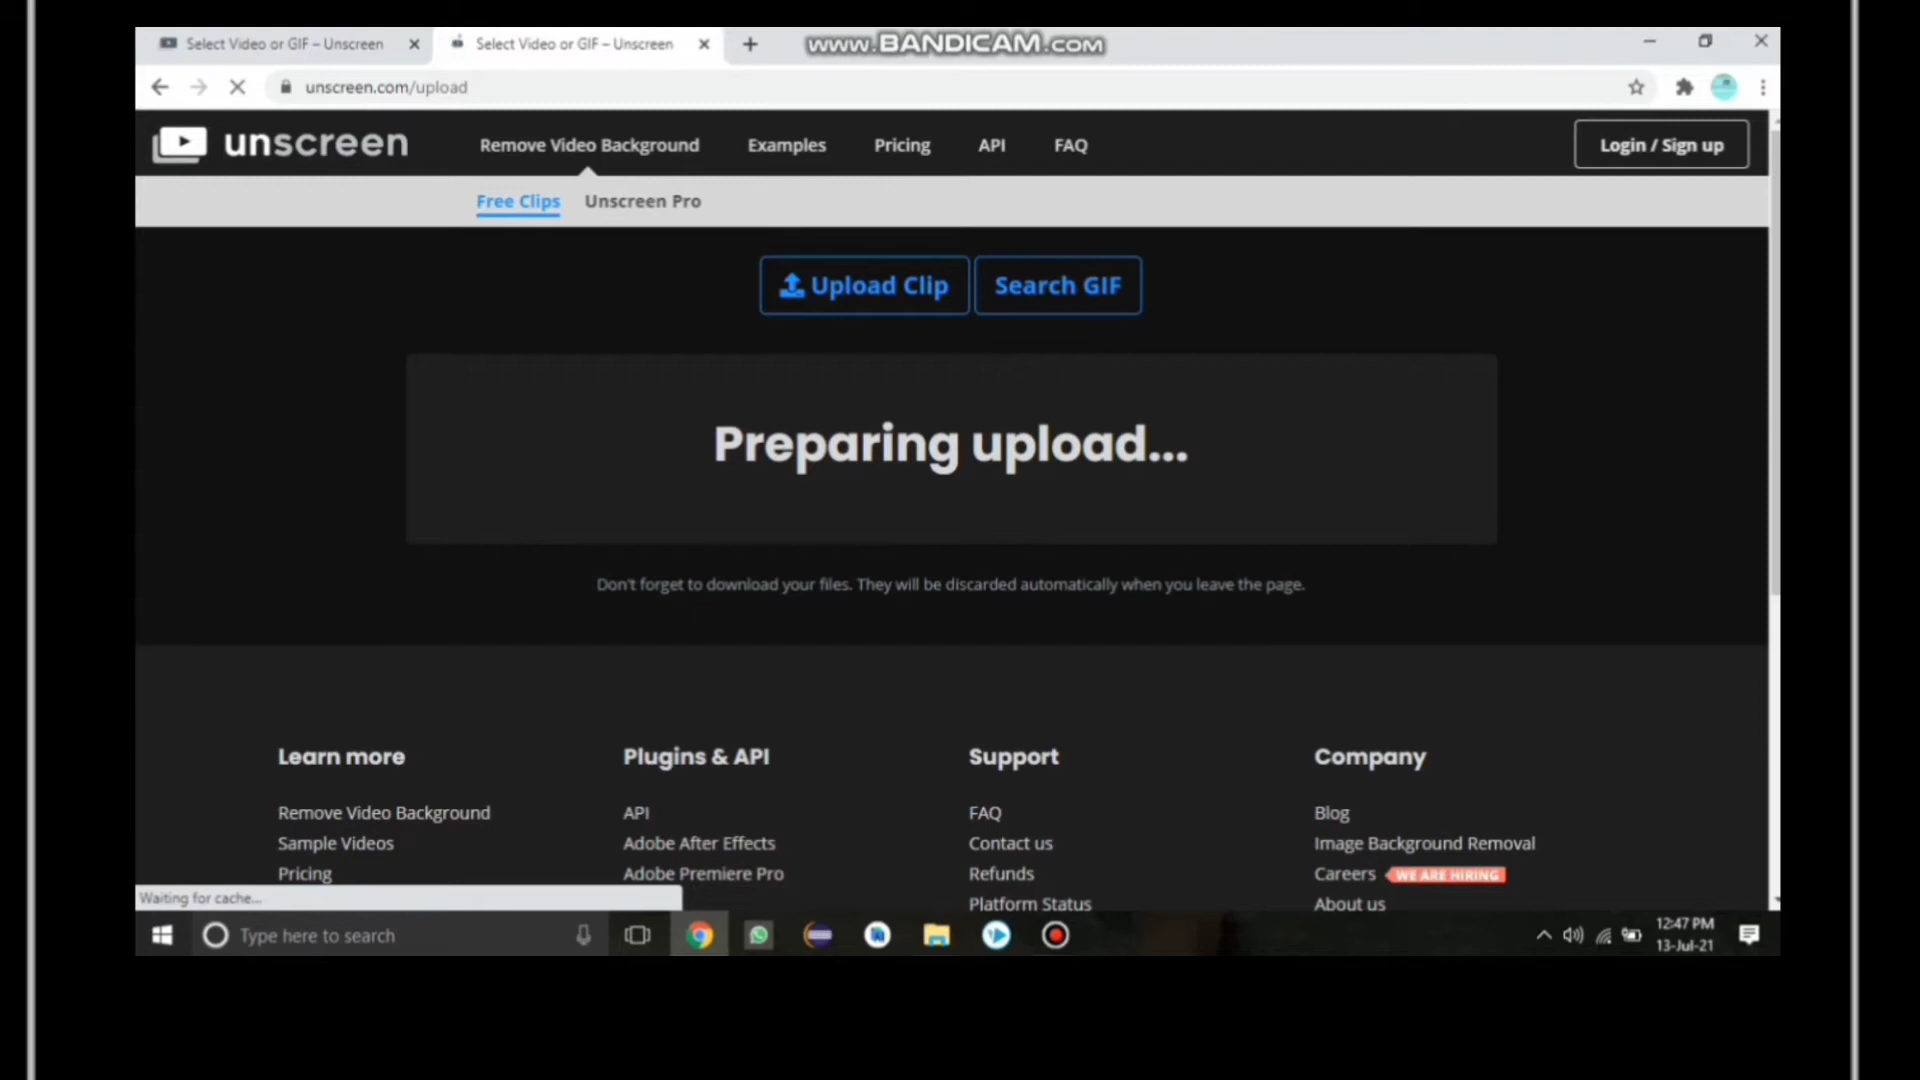 Select Video or GIF – Unscreen
Select Video or GIF – Unscreen
www.BANDICAM.com
unscreen.com/upload
unscreen
Remove Video Background
Examples
Pricing
API
FAQ
Login / Sign up
Free Clips
Unscreen Pro
Upload Clip
Search GIF
Preparing upload...
Don't forget to download your files. They will be discarded automatically when you leave the page.
Learn more
Plugins & API
Support
Company
Remove Video Background
API
FAQ
Blog
Sample Videos
Adobe After Effects
Contact us
Image Background Removal
Pricing
Adobe Premiere Pro
Refunds
Careers
WE ARE HIRING
Platform Status
About us
Waiting for cache...
Type here to search
12:47 PM
13-Jul-21